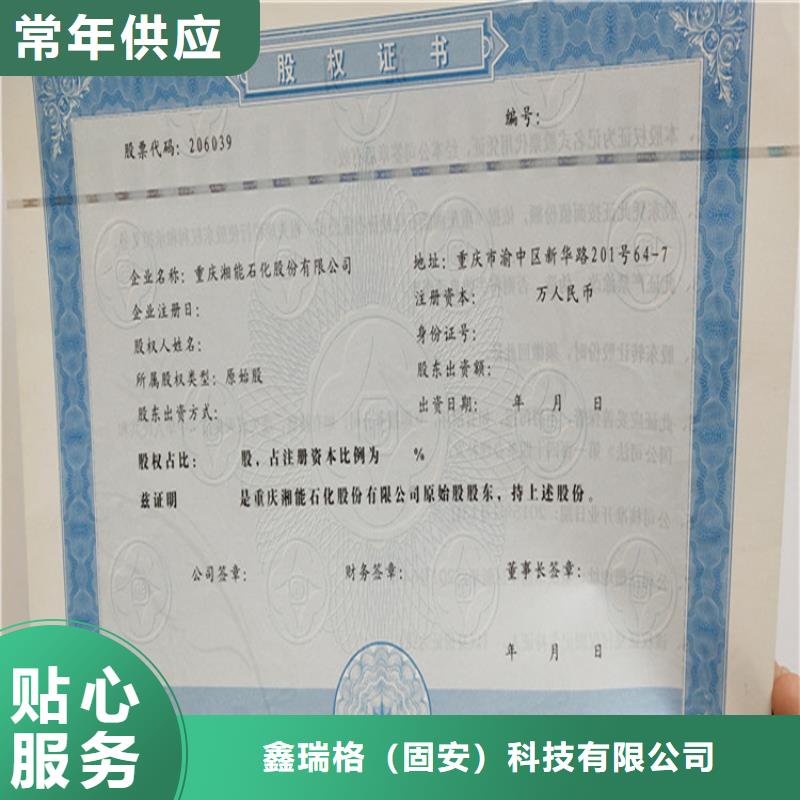 常年供应
股权证书
编号：
股票代码：206039
企业名称：重庆湘能石化股份有限公司
地址：重庆市渝中区新华路201号64-7
企业注册日：
注册资本： 万人民币
股权人姓名：
身份证号：
所属股权类型：原始股
股东出资额：
股东出资方式：
出资日期： 年 月 日
股权占比： 股，占注册资本比例为 %
兹证明 是重庆湘能石化股份有限公司原始股股东，持上述股份。
公司签章： 财务签章： 董事长签章：
年 月 日
贴心
服务
鑫瑞格（固安）科技有限公司